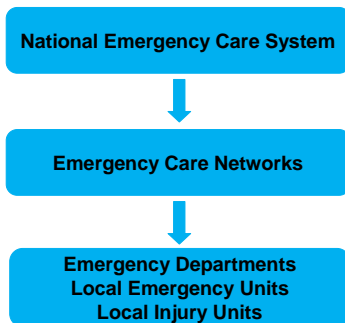 National Emergency Care System
Emergency Care Networks
Emergency Departments
Local Emergency Units
Local Injury Units